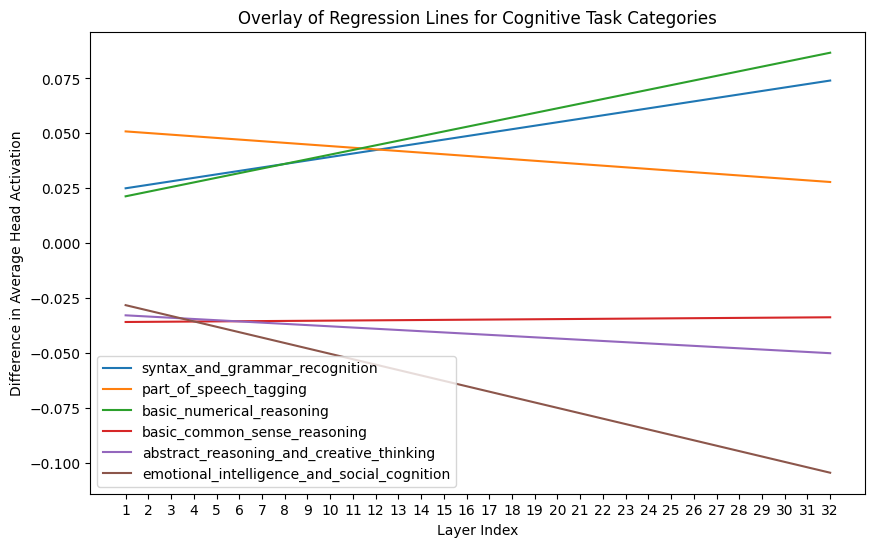 Overlay of Regression Lines for Cognitive Task Categories
Difference in Average Head Activation
0.075
0.050
0.025
0.000
−0.025
−0.050
−0.075
−0.100
syntax_and_grammar_recognition
part_of_speech_tagging
basic_numerical_reasoning
basic_common_sense_reasoning
abstract_reasoning_and_creative_thinking
emotional_intelligence_and_social_cognition
1 2 3 4 5 6 7 8 9 10 11 12 13 14 15 16 17 18 19 20 21 22 23 24 25 26 27 28 29 30 31 32
Layer Index